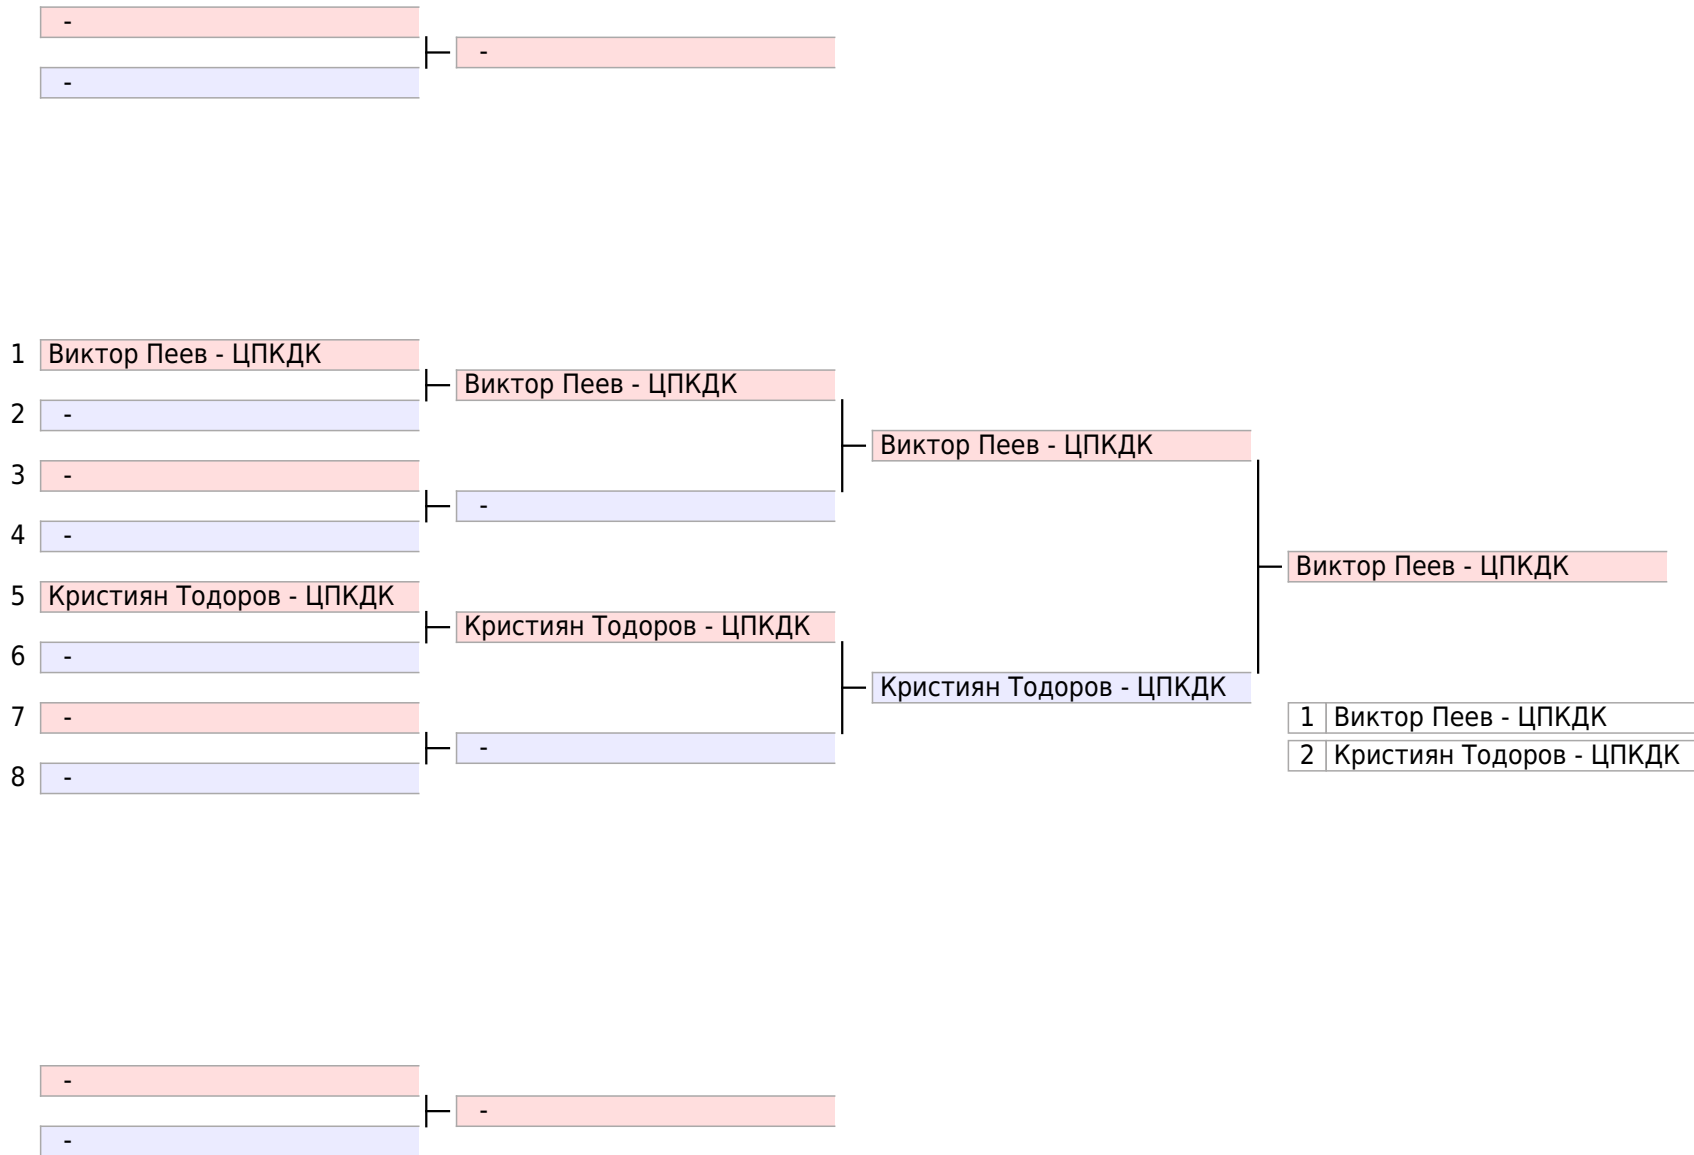 -
-
-
1 Виктор Пеев - ЦПКДК
Виктор Пеев - ЦПКДК
2 -
Виктор Пеев - ЦПКДК
3 -
-
4 -
Виктор Пеев - ЦПКДК
5 Кристиян Тодоров - ЦПКДК
Кристиян Тодоров - ЦПКДК
6 -
Кристиян Тодоров - ЦПКДК
7 -
1 Виктор Пеев - ЦПКДК
-
2 Кристиян Тодоров - ЦПКДК
8 -
-
-
-